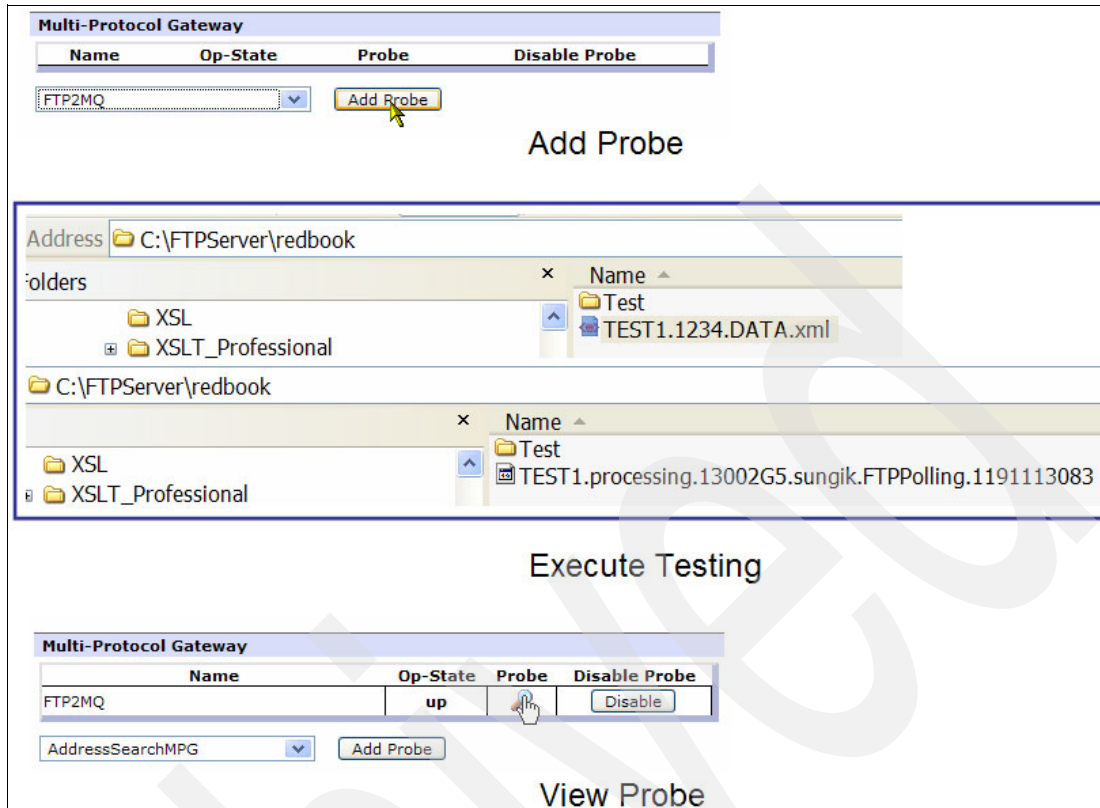 Multi-Protocol Gateway
Name Op-State Probe Disable Probe
FTP2MQ Add Probe
Add Probe
Address C:\FTPServer\redbook
olders × Name
XSL Test
XSLT_Professional TEST1.1234.DATA.xml
C:\FTPServer\redbook
× Name
XSL Test
XSLT_Professional TEST1.processing.13002G5.sungik.FTPPolling.1191113083
Execute Testing
Multi-Protocol Gateway
Name Op-State Probe Disable Probe
FTP2MQ up Disable
AddressSearchMPG Add Probe
View Probe